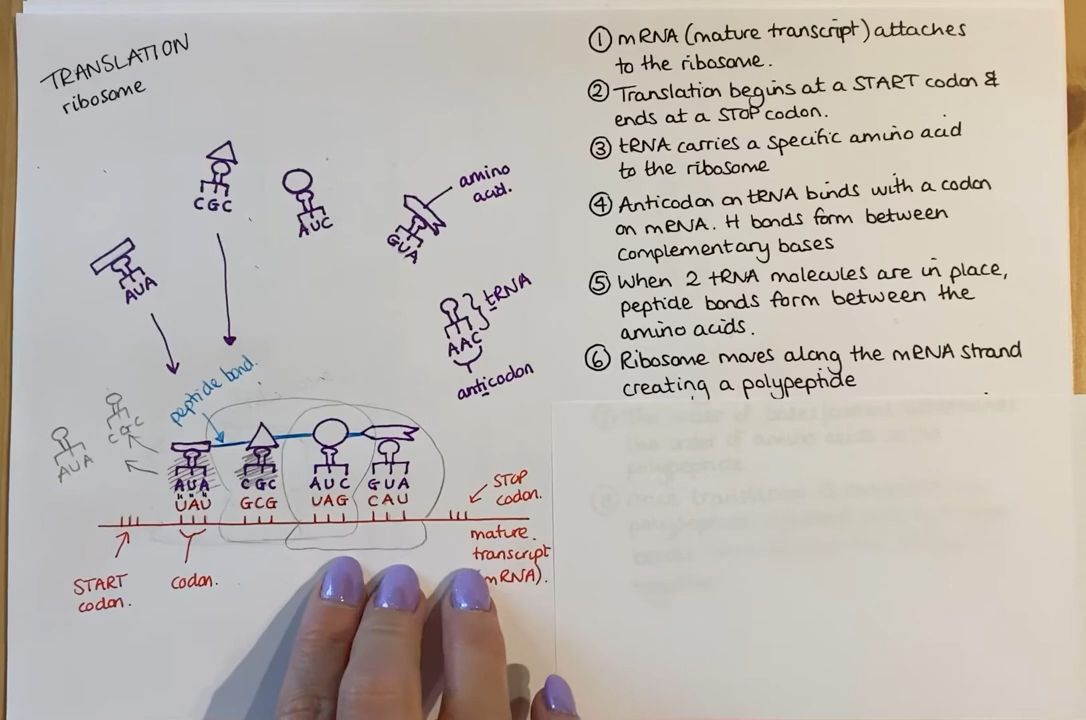 TRANSLATION
ribosome
CGC
AUC
amino
acid.
GUA
AUA
tRNA
AAC
anticodon
peptide bond.
CGC
AUA
AUA CGC AUC GUA
UAU GCG UAG CAU
STOP
codon.
mature
transcript
mRNA).
START
codon.
codon.
① mRNA (mature transcript) attaches
to the ribosome.
② Translation begins at a START codon &
ends at a STOP codon.
③ tRNA carries a specific amino acid
to the ribosome
④ Anticodon on tRNA binds with a codon
on mRNA. H bonds form between
complementary bases
⑤ When 2 tRNA molecules are in place,
peptide bonds form between the
amino acids.
⑥ Ribosome moves along the mRNA strand
creating a polypeptide